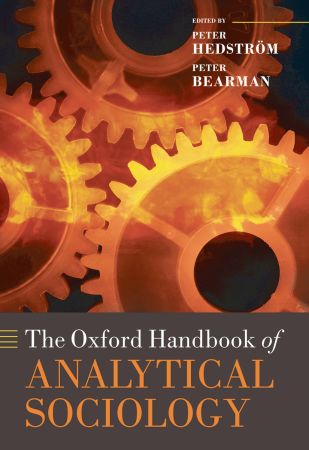 EDITED BY
PETER
HEDSTRÖM
PETER
BEARMAN
The Oxford Handbook of
ANALYTICAL
SOCIOLOGY